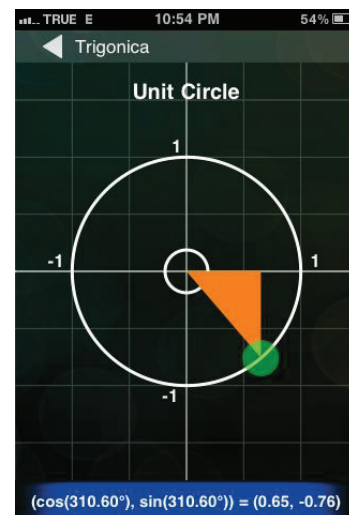 TRUE E 10:54 PM 54%
Trigonica
Unit Circle
1
-1 1
-1
(cos(310.60°), sin(310.60°)) = (0.65, -0.76)